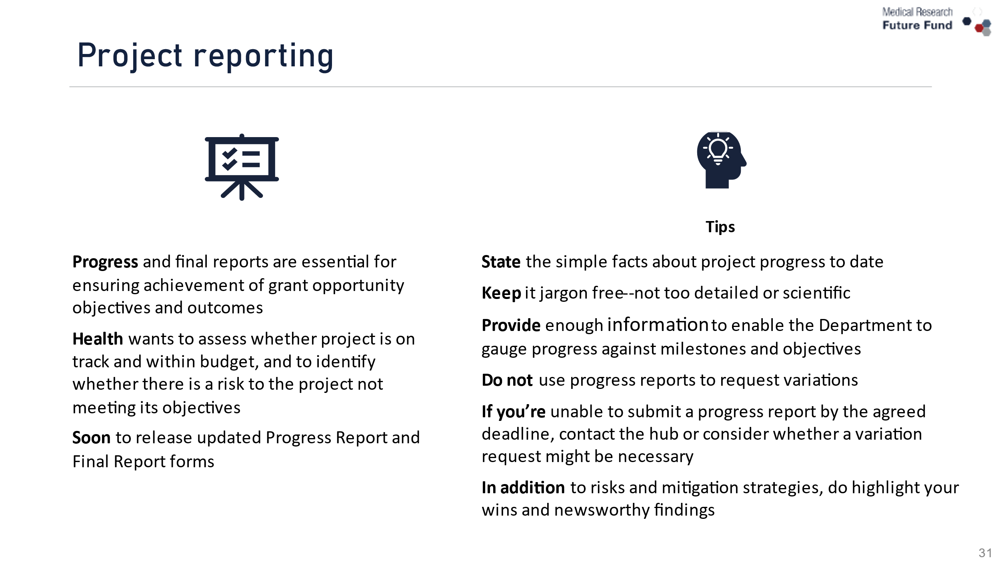 Medical Research
Future Fund
Project reporting
Progress and final reports are essential for
ensuring achievement of grant opportunity
objectives and outcomes
Health wants to assess whether project is on
track and within budget, and to identify
whether there is a risk to the project not
meeting its objectives
Soon to release updated Progress Report and
Final Report forms
Tips
State the simple facts about project progress to date
Keep it jargon free--not too detailed or scientific
Provide enough information to enable the Department to
gauge progress against milestones and objectives
Do not use progress reports to request variations
If you’re unable to submit a progress report by the agreed
deadline, contact the hub or consider whether a variation
request might be necessary
In addition to risks and mitigation strategies, do highlight your
wins and newsworthy findings
31